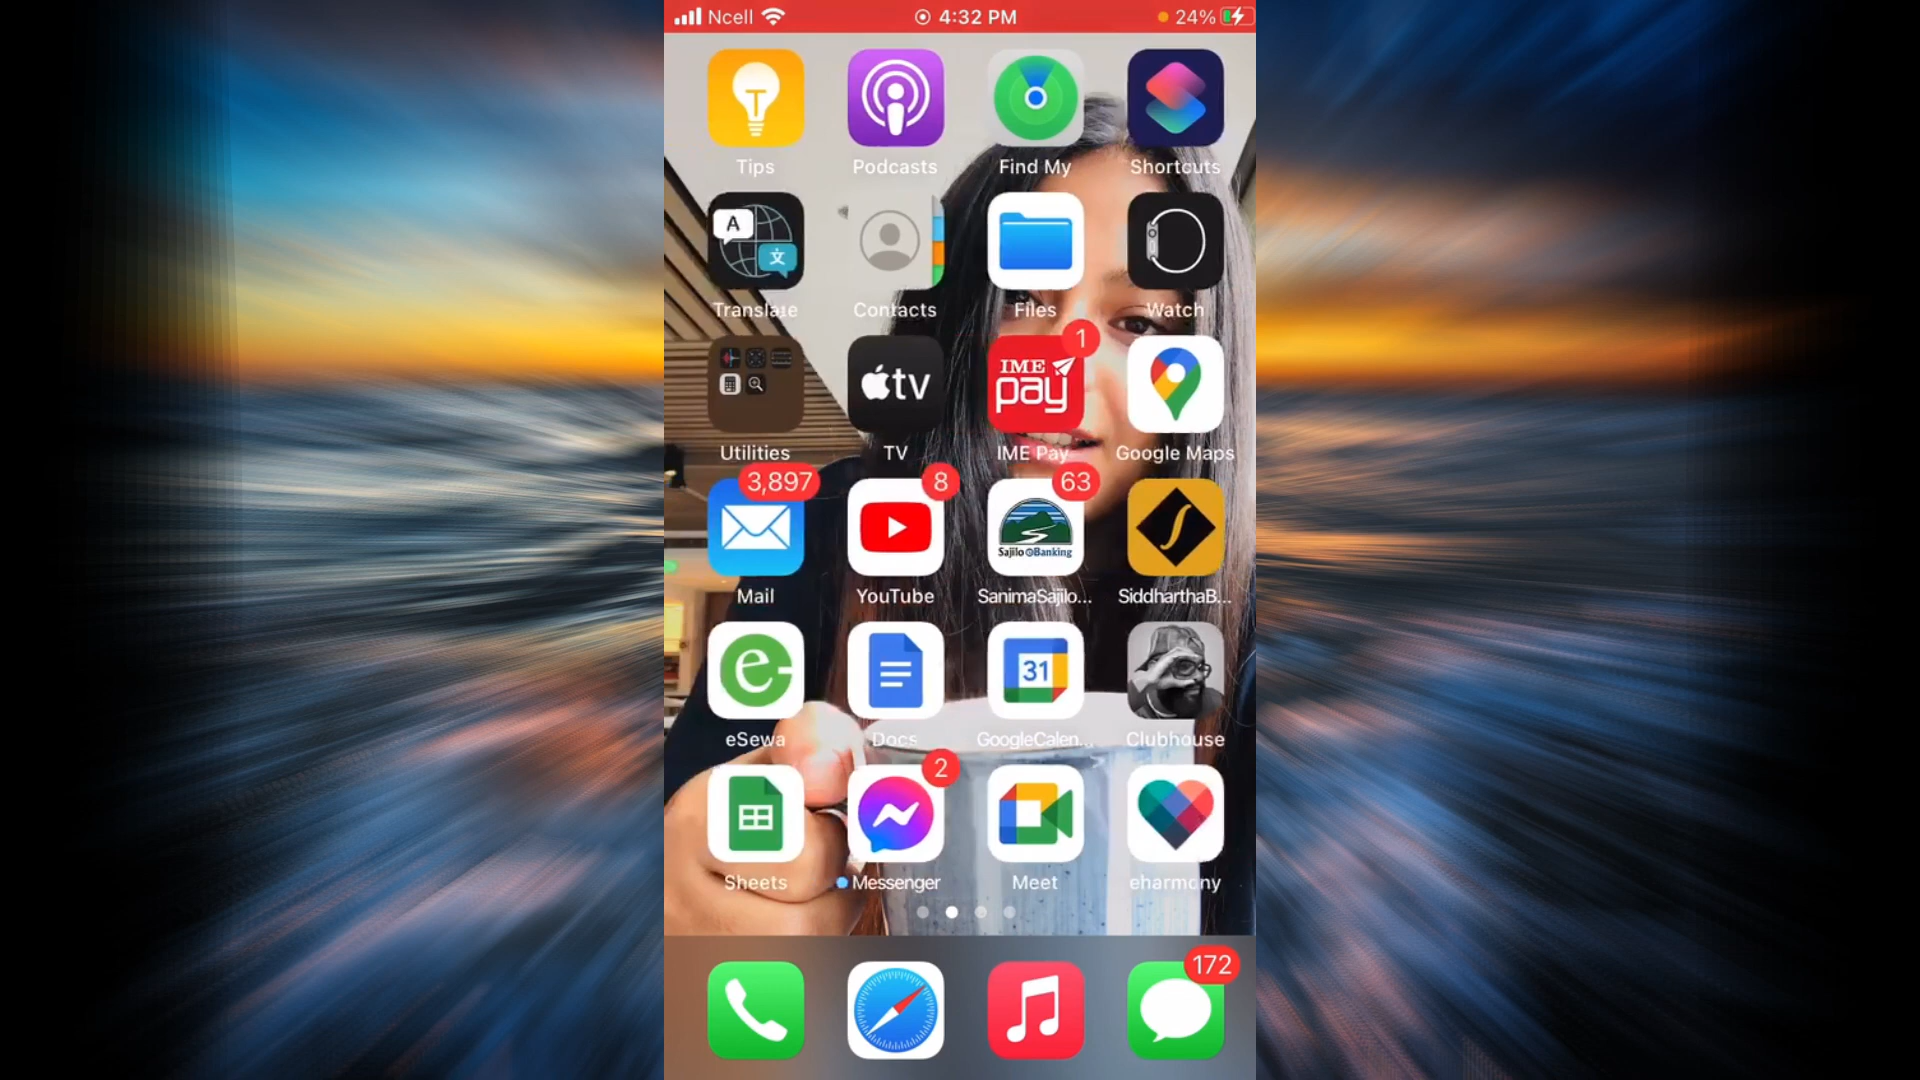 Ncell 4:32 PM 24%
T
Tips Podcasts Find My Shortcuts
A 文
Translate Contacts Files Watch
tv IME pay 1
Utilities TV IME Pay Google Maps
3,897 8 63
Sajilo eBanking
Mail YouTube SanimaSajilo... SiddharthaB...
e 31
eSewa Docs GoogleCalen... Clubhouse
2
Sheets Messenger Meet eharmony
172